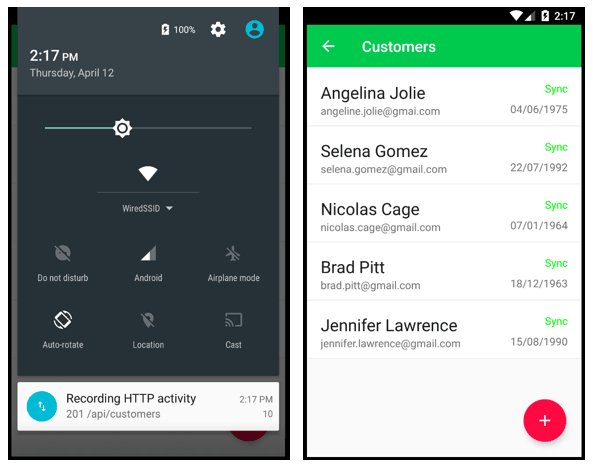 100%
2:17 PM
Thursday, April 12
WiredSSID
Do not disturb
Android
Airplane mode
Auto-rotate
Location
Cast
Recording HTTP activity 2:17 PM
201 /api/customers 10
2:17
Customers
Angelina Jolie Sync
angeline.jolie@gmai.com 04/06/1975
Selena Gomez Sync
selena.gomez@gmail.com 22/07/1992
Nicolas Cage Sync
nicolas.cage@gmail.com 07/01/1964
Brad Pitt Sync
brad.pitt@gmail.com 18/12/1963
Jennifer Lawrence Sync
jennifer.lawrence@gmail.com 15/08/1990